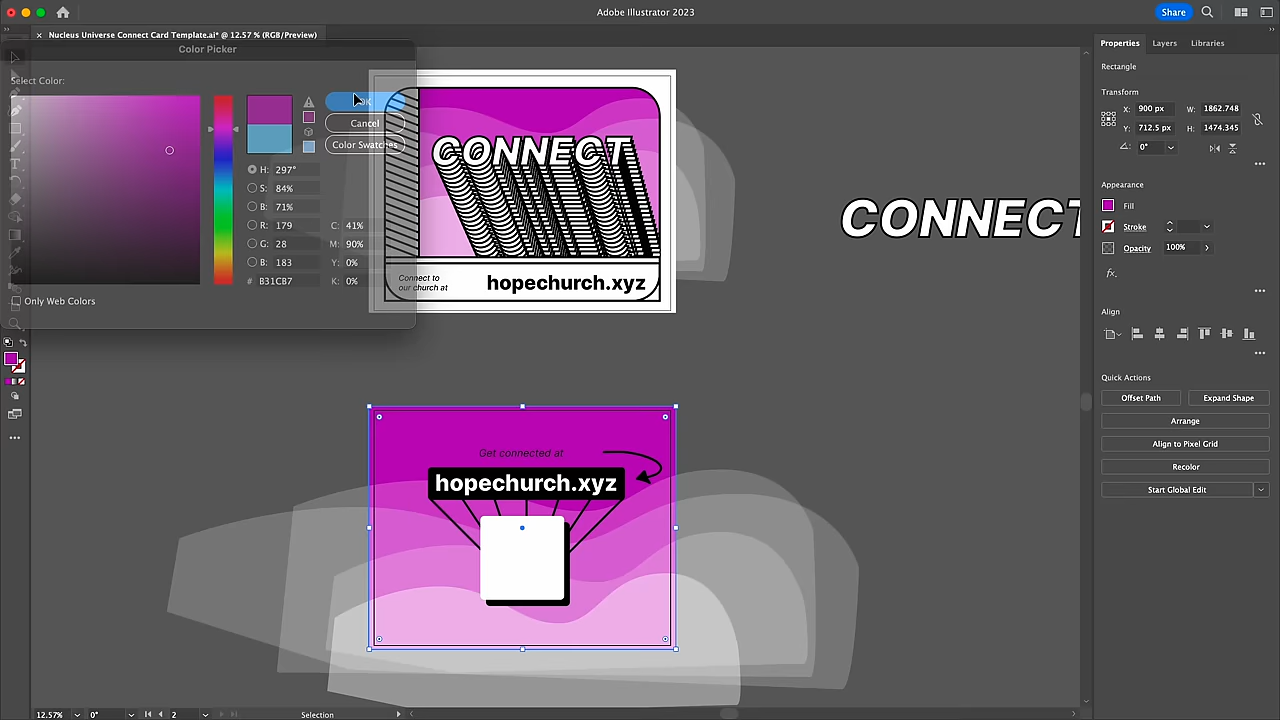 Adobe Illustrator 2023
Share
× Nucleus Universe Connect Card Template.ai* @ 12.57 % (RGB/Preview)
Color Picker
Select Color:
OK
Cancel
Color Swatches
H: 297°
S: 84%
B: 71%
R: 179
G: 28
B: 183
# B31CB7
C: 41%
M: 90%
Y: 0%
K: 0%
Only Web Colors
CONNECT
Connect to
our church at
hopechurch.xyz
CONNECT
Get connected at
hopechurch.xyz
Properties
Layers
Libraries
Rectangle
Transform
X: 900 px
W: 1862.748
Y: 712.5 px
H: 1474.345
0°
Appearance
Fill
Stroke
Opacity
100%
fx.
Align
Quick Actions
Offset Path
Expand Shape
Arrange
Align to Pixel Grid
Recolor
Start Global Edit
12.57%
0°
2
Selection